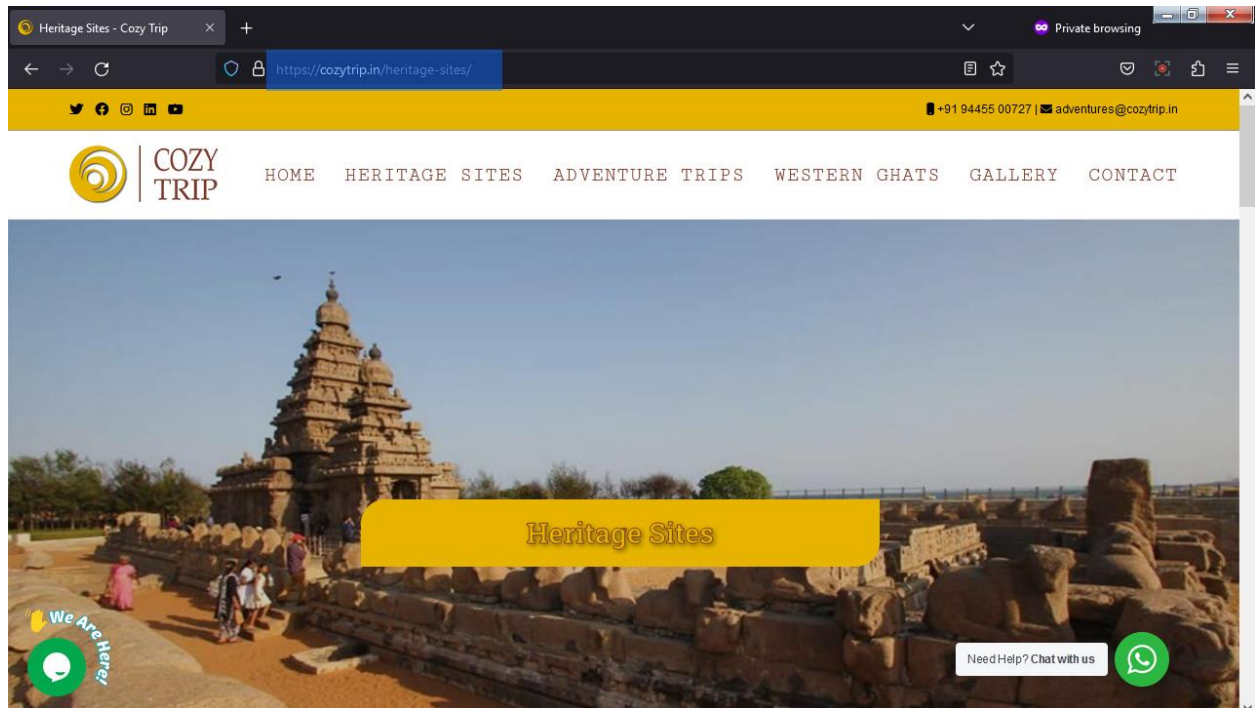 Heritage Sites - Cozy Trip
Private browsing
https://cozytrip.in/heritage-sites/
+91 94455 00727 | adventures@cozytrip.in
COZY
TRIP
HOME HERITAGE SITES ADVENTURE TRIPS WESTERN GHATS GALLERY CONTACT
Heritage Sites
We Are Here!
Need Help? Chat with us